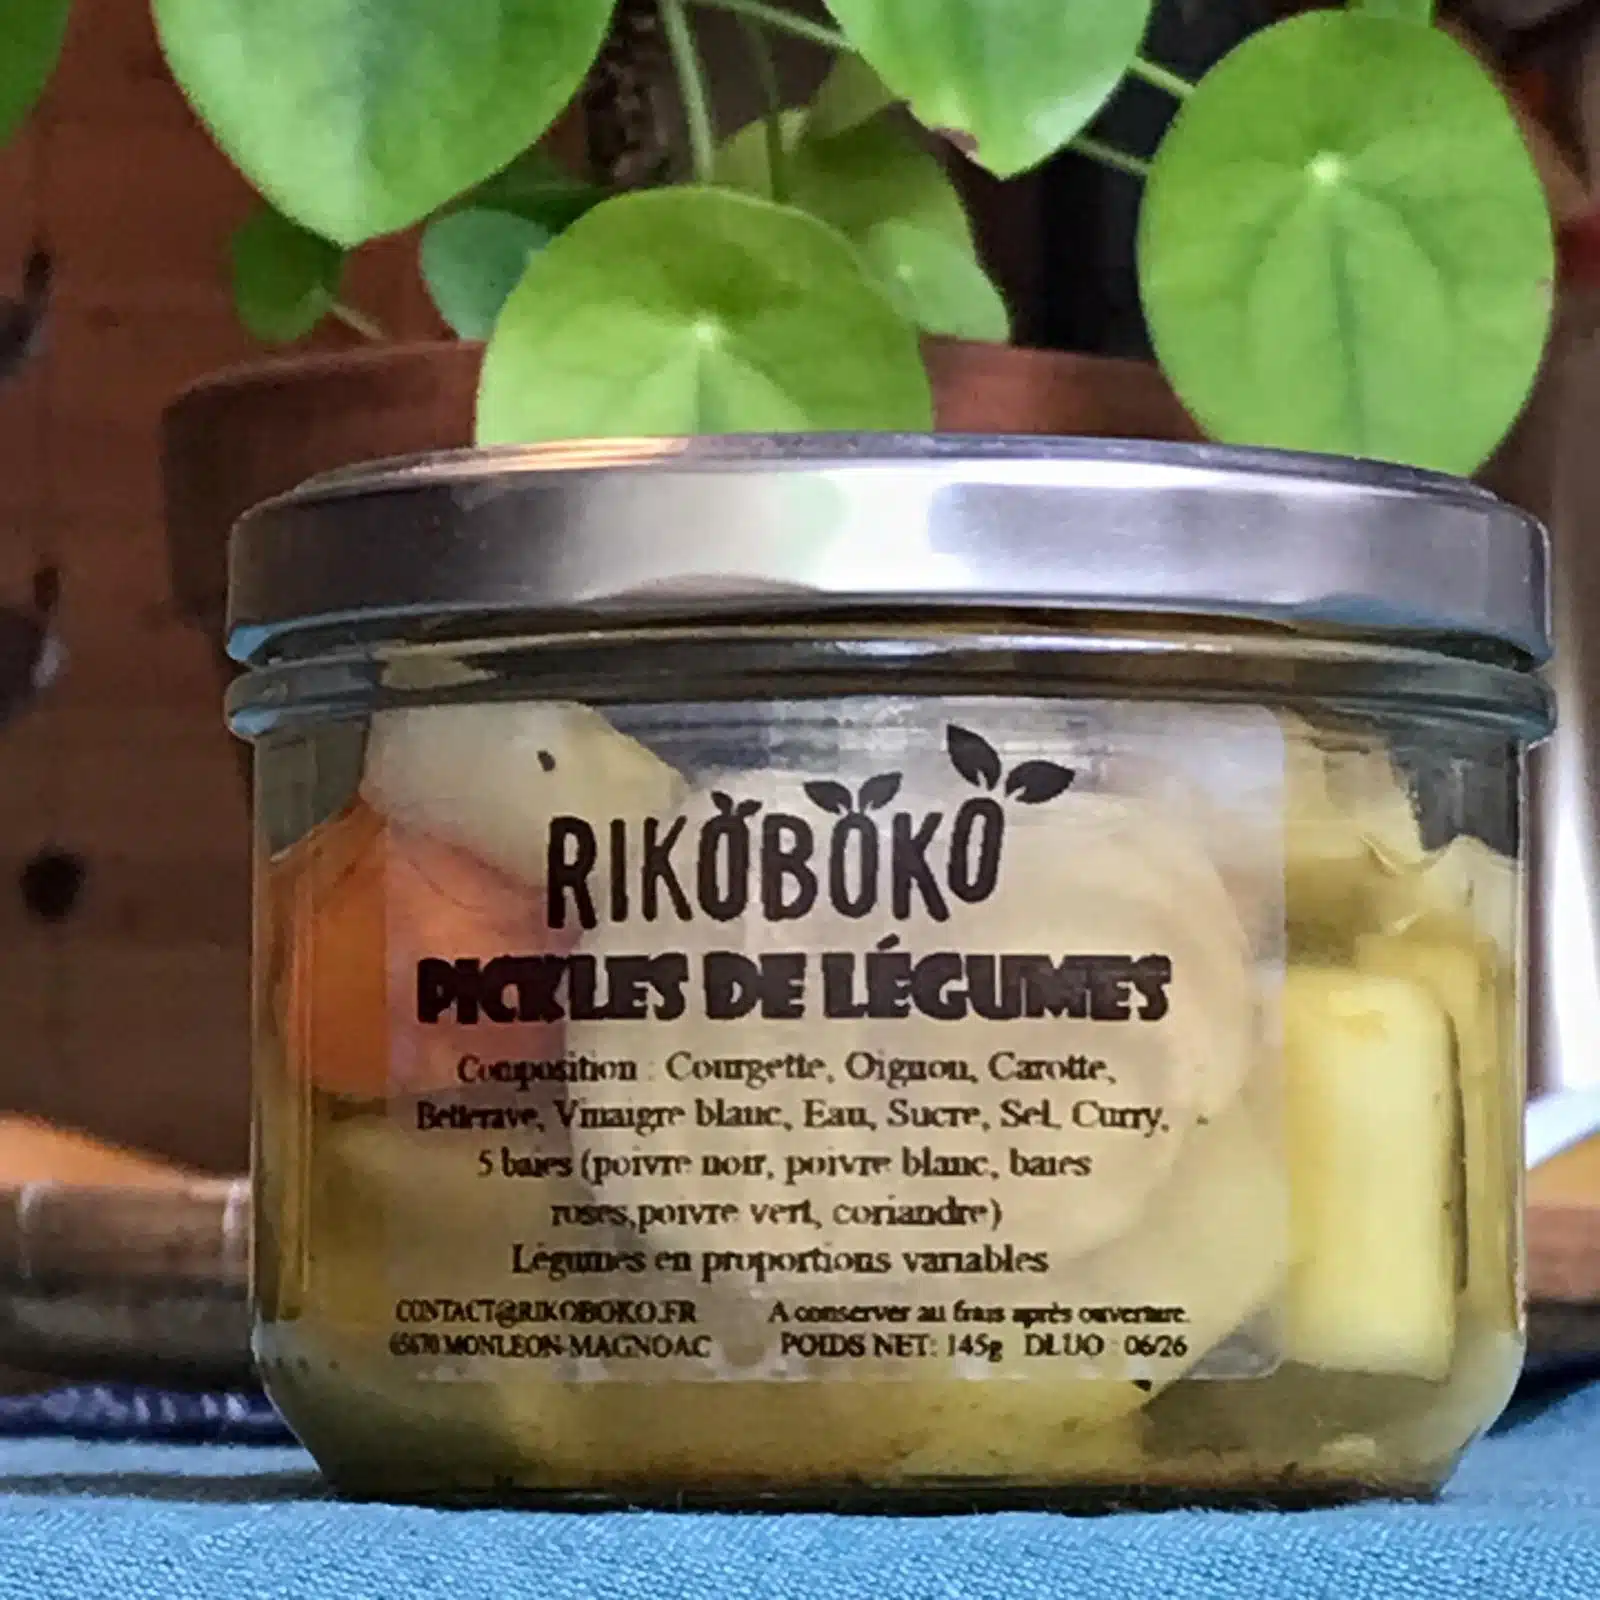 RIKOBOKO
PICKLES DE LÉGUMES
Composition : Courgette, Oignon, Carotte,
Betterave, Vinaigre blanc, Eau, Sucre, Sel, Curry,
5 baies (poivre noir, poivre blanc, baies
roses,poivre vert, coriandre)
Légumes en proportions variables
CONTACT@RIKOBOKO.FR
65670 MONLEON-MAGNOAC
A conserver au frais après ouverture.
POIDS NET: 145g DLUO : 06/26